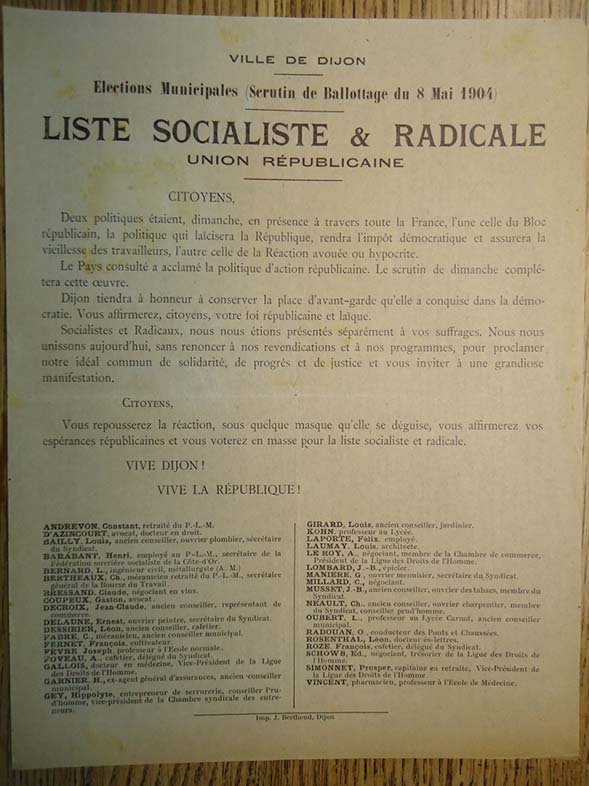 VILLE DE DIJON
Elections Municipales (Scrutin de Ballottage du 8 Mai 1904)
LISTE SOCIALISTE & RADICALE
UNION RÉPUBLICAINE
CITOYENS,
Deux politiques étaient, dimanche, en présence à travers toute la France, l'une celle du Bloc
républicain, la politique qui laïcisera la République, rendra l'impôt démocratique et assurera la
vieillesse des travailleurs, l'autre celle de la Réaction avouée ou hypocrite.
Le Pays consulté a acclamé la politique d'action républicaine. Le scrutin de dimanche complé-
tera cette œuvre.
Dijon tiendra à honneur à conserver la place d'avant-garde qu'elle a conquise dans la démo-
cratie. Vous affirmerez, citoyens, votre foi républicaine et laïque.
Socialistes et Radicaux, nous nous étions présentés séparément à vos suffrages. Nous nous
unissons aujourd'hui, sans renoncer à nos revendications et à nos programmes, pour proclamer
notre idéal commun de solidarité, de progrès et de justice et vous inviter à une grandiose
manifestation.
CITOYENS,
Vous repousserez la réaction, sous quelque masque qu'elle se déguise, vous affirmerez vos
espérances républicaines et vous voterez en masse pour la liste socialiste et radicale.
VIVE DIJON !
VIVE LA RÉPUBLIQUE !
ANDREVON, Constant, retraité du P.-L.-M.
D'AZINCOURT, avocat, docteur en droit.
BAILLY, Louis, ancien conseiller, ouvrier plombier, secrétaire
du Syndicat.
BARABANT, Henri, employé au P-L-M., secrétaire de la
Fédération ouvrière socialiste de la Côte-d'Or.
BERNARD, L., ingénieur civil, métallurgiste (A. M.)
BERTHEAUX, Ch., mécanicien retraité du P.-L.-M., secrétaire
général de la Bourse du Travail.
BRESSAND, Claude, négociant en vins.
COUPEUX, Gaston, avocat.
DECROIX, Jean-Claude, ancien conseiller, représentant de
commerce.
DELAUNE, Ernest, ouvrier peintre, secrétaire du Syndicat.
DESSIRIER, Léon, ancien conseiller, cafetier.
FABRE, C., mécanicien, ancien conseiller municipal.
FERNET, François, cultivateur.
FÈVRE, Joseph, professeur à l'Ecole normale.
FOVEAU, A., cafetier, délégué du Syndicat.
GALLOIS, docteur en médecine, Vice-Président de la Ligue
des Droits de l'Homme.
GARNIER, H., ex-agent général d'assurances, ancien conseiller
municipal.
GEY, Hippolyte, entrepreneur de serrurerie, conseiller Pru-
d'homme, vice-président de la Chambre syndicale des entre-
neurs.
GIRARD, Louis, ancien conseiller, jardinier.
KOHN, professeur au Lycée.
LAPORTE, Félix, employé.
LAUMAY, Louis, architecte.
LE ROY, A., négociant, membre de la Chambre de commerce,
Président de la Ligue des Droits de l'Homme.
LOMBARD, J.-B., épicier.
MANIÈRE, G., ouvrier menuisier, secrétaire du Syndicat.
MILLARD, C., négociant.
MUSSET, J.-B., ancien conseiller, ouvrier des tabacs, membre du
Syndicat.
NEAULT, Ch., ancien conseiller, ouvrier charpentier, membre
du Syndicat, conseiller prud'homme.
OUBERT, L., professeur au Lycée Carnot, ancien conseiller
municipal.
RADOUAN, O., conducteur des Ponts et Chaussées.
ROSENTHAL, Léon, docteur ès-lettres.
ROZE, François, cafetier, délégué du Syndicat.
SCHOWB, Ed., négociant, trésorier de la Ligue des Droits de
l'Homme.
SIMONNET, Prosper, capitaine en retraite, Vice-Président de
la Ligue des Droits de l'Homme.
VINCENT, pharmacien, professeur à l'Ecole de Médecine.
Imp. J. Berthoud, Dijon